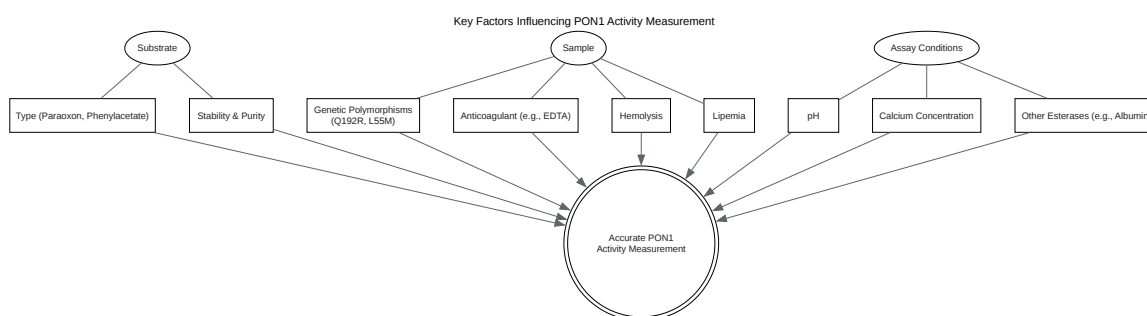 Key Factors Influencing PON1 Activity Measurement
Substrate
Sample
Assay Conditions
Type (Paraoxon, Phenylacetate)
Stability & Purity
Genetic Polymorphisms
(Q192R, L55M)
Anticoagulant (e.g., EDTA)
Hemolysis
Lipemia
pH
Calcium Concentration
Other Esterases (e.g., Albumin
Accurate PON1
Activity Measurement